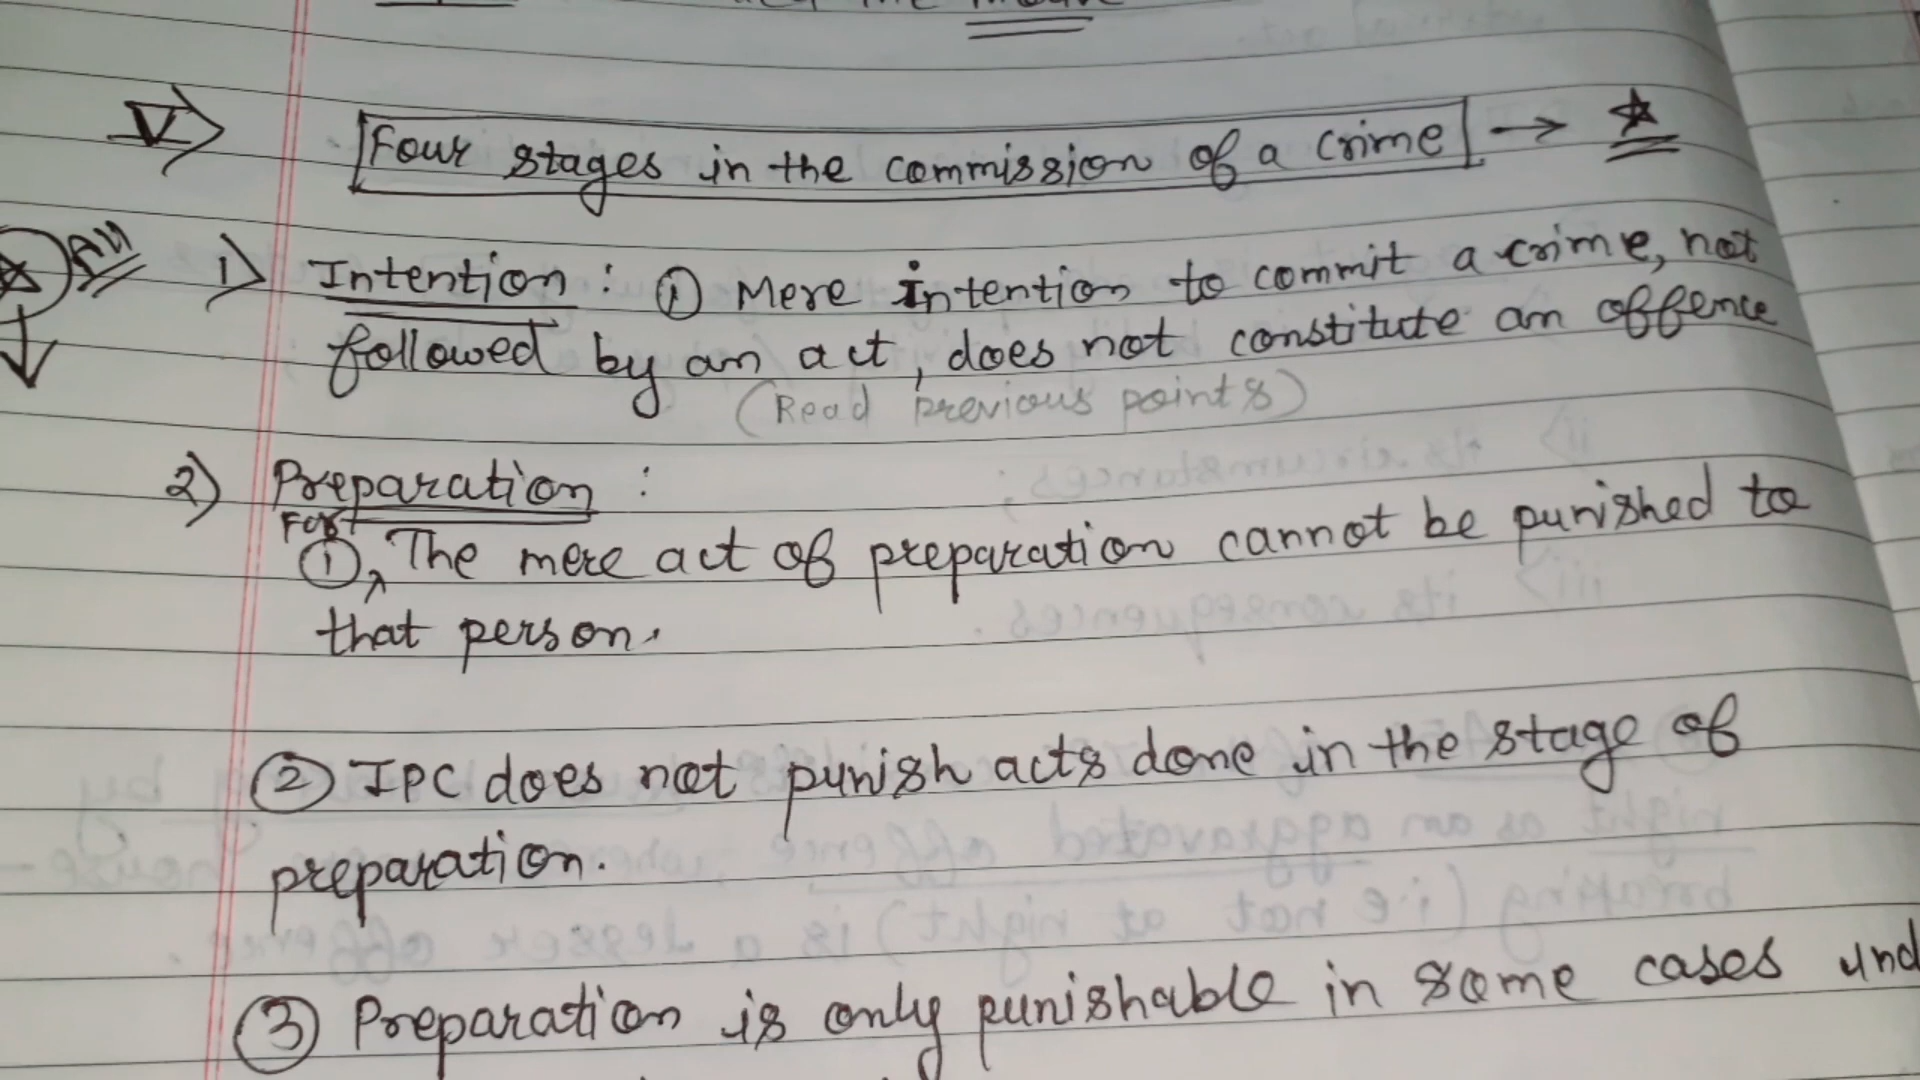 V
Four stages in the commission of a crime →
1) Intention : ① Mere intention to commit a crime, not
followed by an act, does not constitute an offence
(Read previous points)
2) Preparation :
For
① The mere act of preparation cannot be punished to
that person.
② IPC does not punish acts done in the stage of
preparation.
③ Preparation is only punishable in some cases und